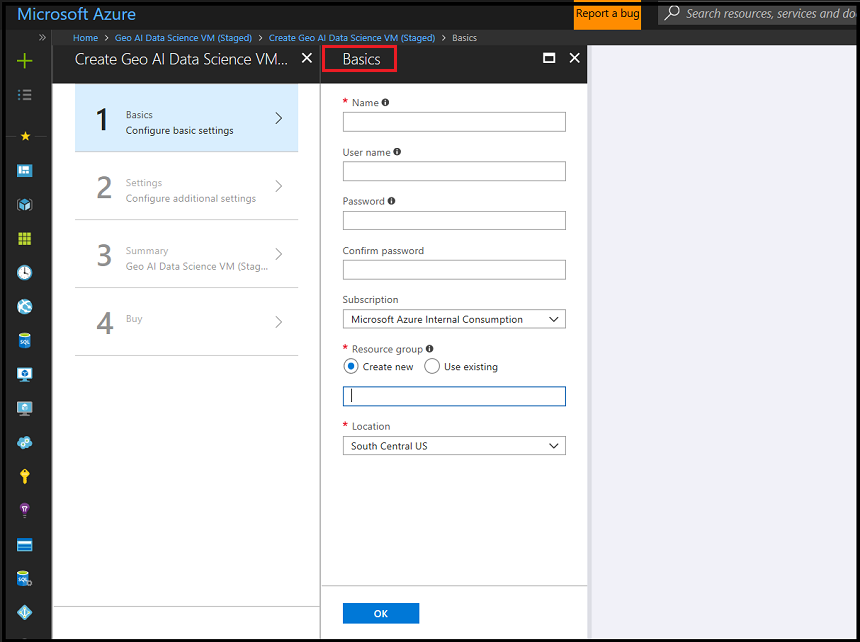 Microsoft Azure
Report a bug
Search resources, services and do
Home > Geo AI Data Science VM (Staged) > Create Geo AI Data Science VM (Staged) > Basics
Create Geo AI Data Science VM...
Basics
1
Basics
Configure basic settings
2
Settings
Configure additional settings
3
Summary
Geo AI Data Science VM (Stag...
4
Buy
* Name
User name
Password
Confirm password
Subscription
Microsoft Azure Internal Consumption
* Resource group
Create new Use existing
* Location
South Central US
OK